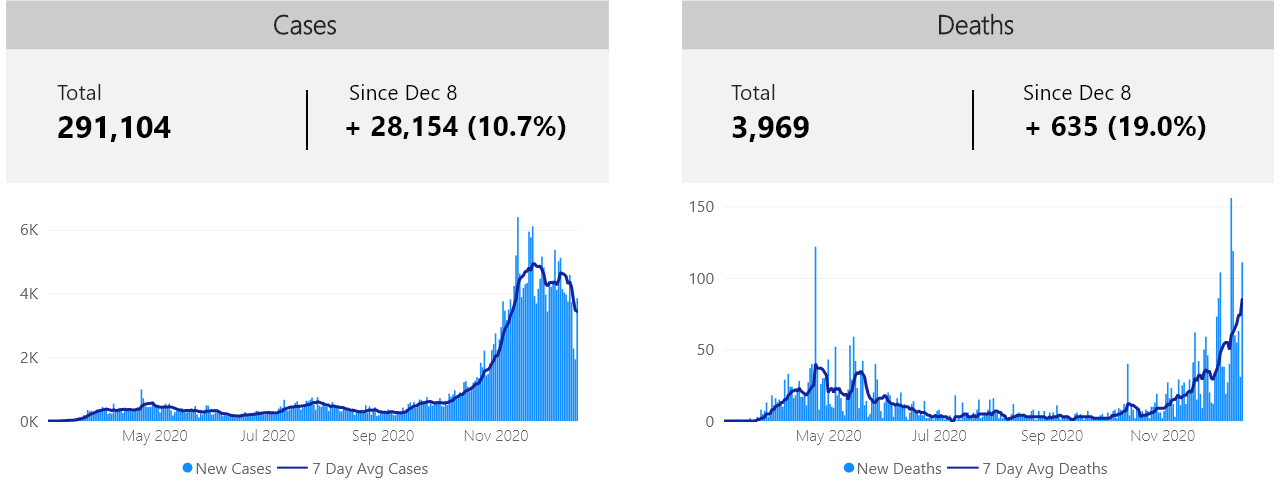 Cases
Total
Since Dec 8
291,104
+ 28,154 (10.7%)
6K
4K
2K
0K
May 2020
Jul 2020
Sep 2020
Nov 2020
New Cases
7 Day Avg Cases
Deaths
Total
Since Dec 8
3,969
+ 635 (19.0%)
150
100
50
0
May 2020
Jul 2020
Sep 2020
Nov 2020
New Deaths
7 Day Avg Deaths